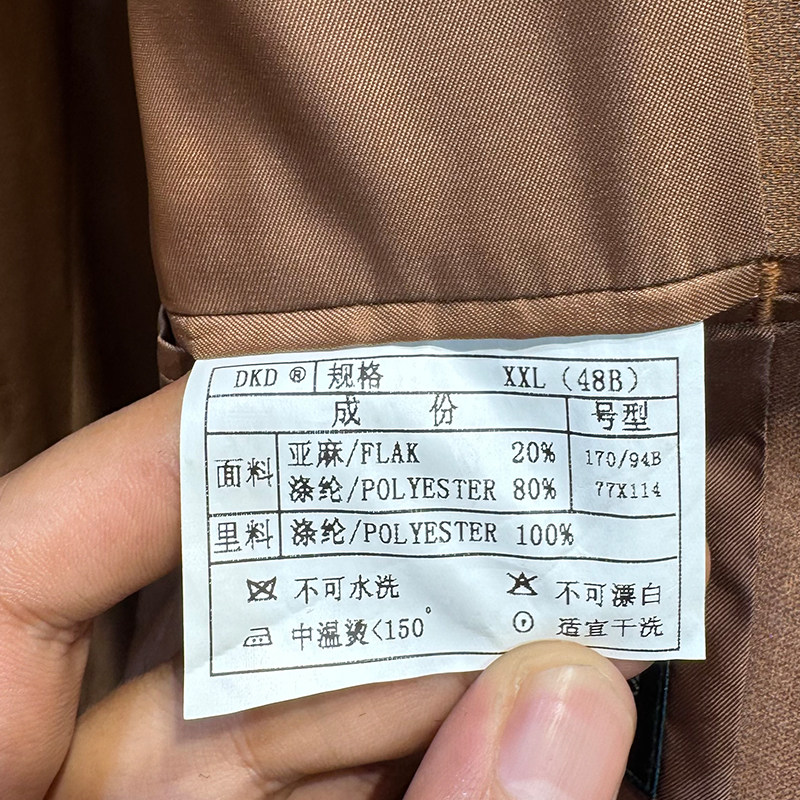 DKD ® 规格 XXL (48B)
成 份 号型
面料 亚麻/FLAK 20% 170/94B
涤纶/POLYESTER 80% 77X114
里料 涤纶/POLYESTER 100%
不可水洗 不可漂白
中温烫<150° 适宜干洗